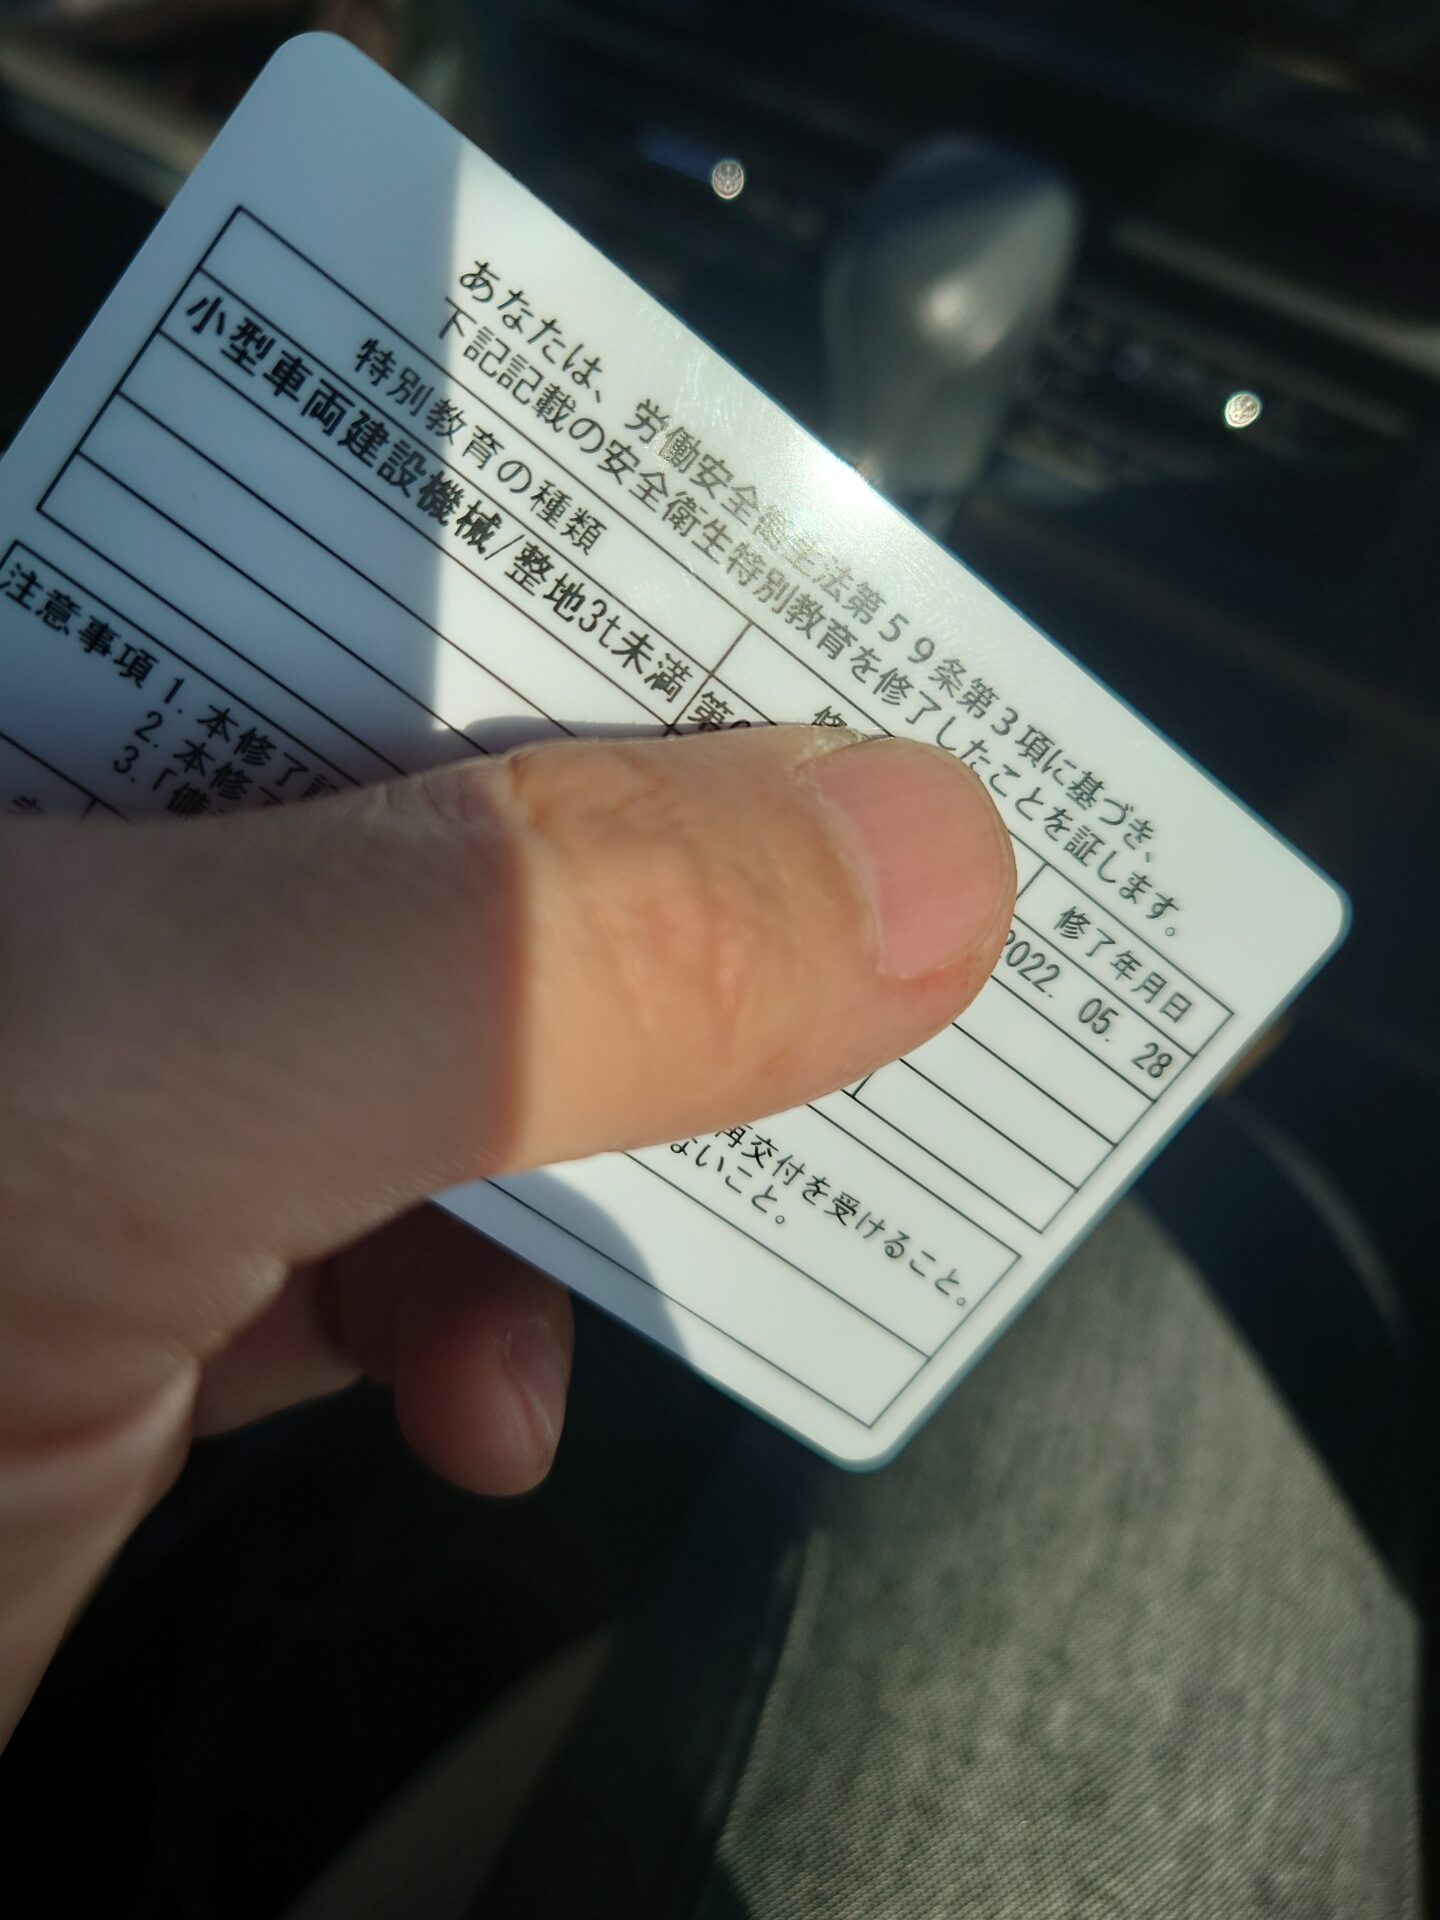 あなたは、労働安全衛生法第59条第3項に基づき、
下記記載の安全衛生特別教育を修了したことを証します。
特別教育の種類 修 修了年月日
小型車両建設機械/整地3t未満 第 2022. 05. 28
注意事項 1. 本修了 再交付を受けること。
2. 本修 ないこと。
3.「備